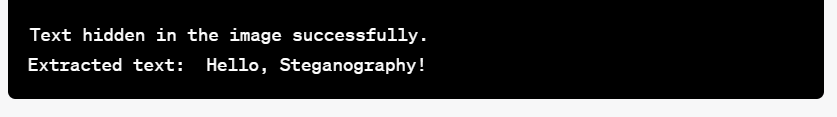 Text hidden in the image successfully.
Extracted text:  Hello, Steganography!